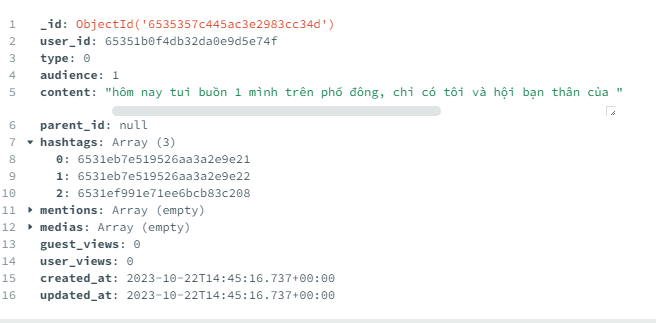 1 _id: ObjectId('6535357c445ac3e2983cc34d')
2 user_id: 65351b0f4db32da0e9d5e74f
3 type: 0
4 audience: 1
5 content: "hôm nay tui buồn 1 mình trên phố đông, chỉ có tôi và hội bạn thân của "
6 parent_id: null
7 hashtags: Array (3)
8 0: 6531eb7e519526aa3a2e9e21
9 1: 6531eb7e519526aa3a2e9e22
10 2: 6531ef991e71ee6bcb83c208
11 mentions: Array (empty)
12 medias: Array (empty)
13 guest_views: 0
14 user_views: 0
15 created_at: 2023-10-22T14:45:16.737+00:00
16 updated_at: 2023-10-22T14:45:16.737+00:00